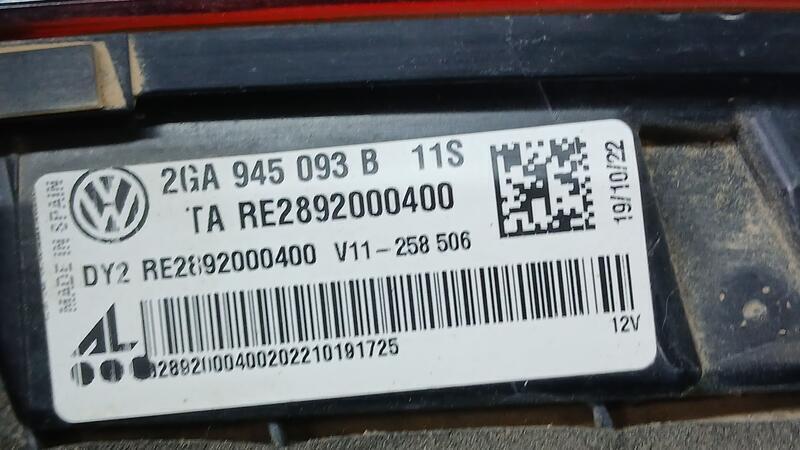 MADE IN SPAIN
2GA 945 093 B 11S
TA RE2892000400
19/10/22
DY2 RE2892000400 V11-258 506
AL
12V
2892000400202210191725